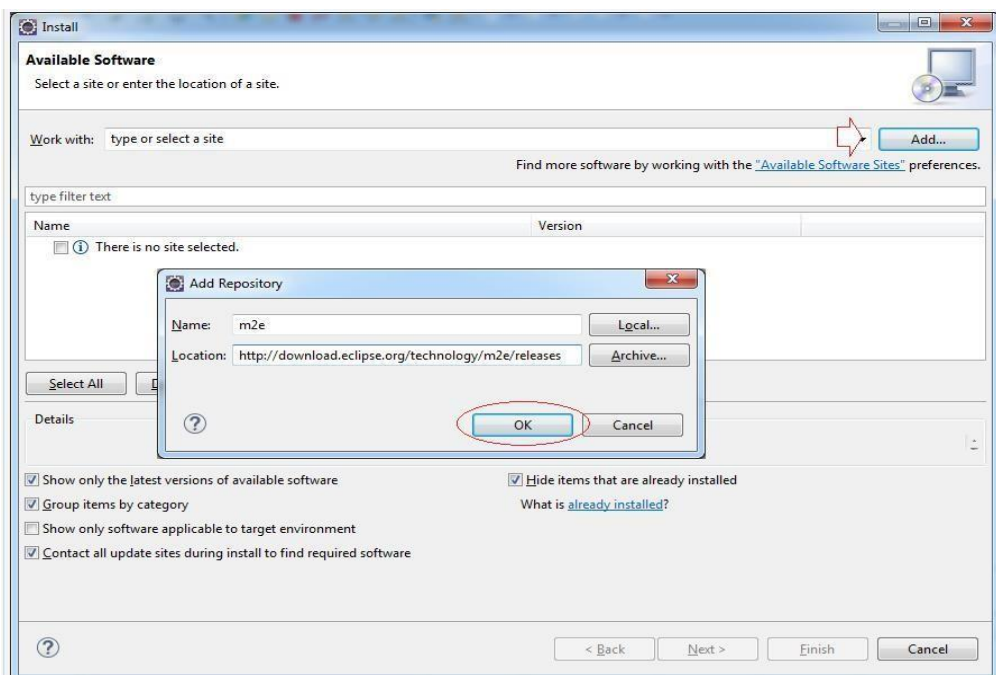 Install
Available Software
Select a site or enter the location of a site.
Work with: type or select a site Add...
Find more software by working with the "Available Software Sites" preferences.
type filter text
Name Version
There is no site selected.
Add Repository
Name: m2e Local...
Location: http://download.eclipse.org/technology/m2e/releases Archive...
OK Cancel
Select All
Details
Show only the latest versions of available software
Hide items that are already installed
Group items by category
What is already installed?
Show only software applicable to target environment
Contact all update sites during install to find required software
< Back Next > Finish Cancel